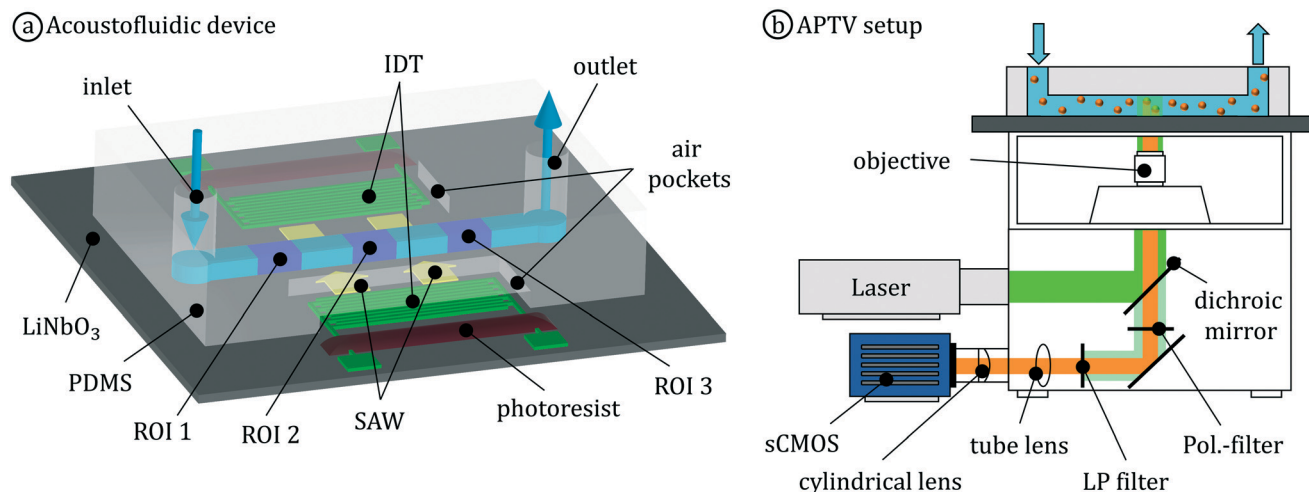 a Acoustofluidic device
IDT
inlet
outlet
air
pockets
LiNbO₃
PDMS
ROI 1
ROI 2
SAW
photoresist
ROI 3
b APTV setup
objective
Laser
dichroic
mirror
sCMOS
tube lens
Pol.-filter
cylindrical lens
LP filter